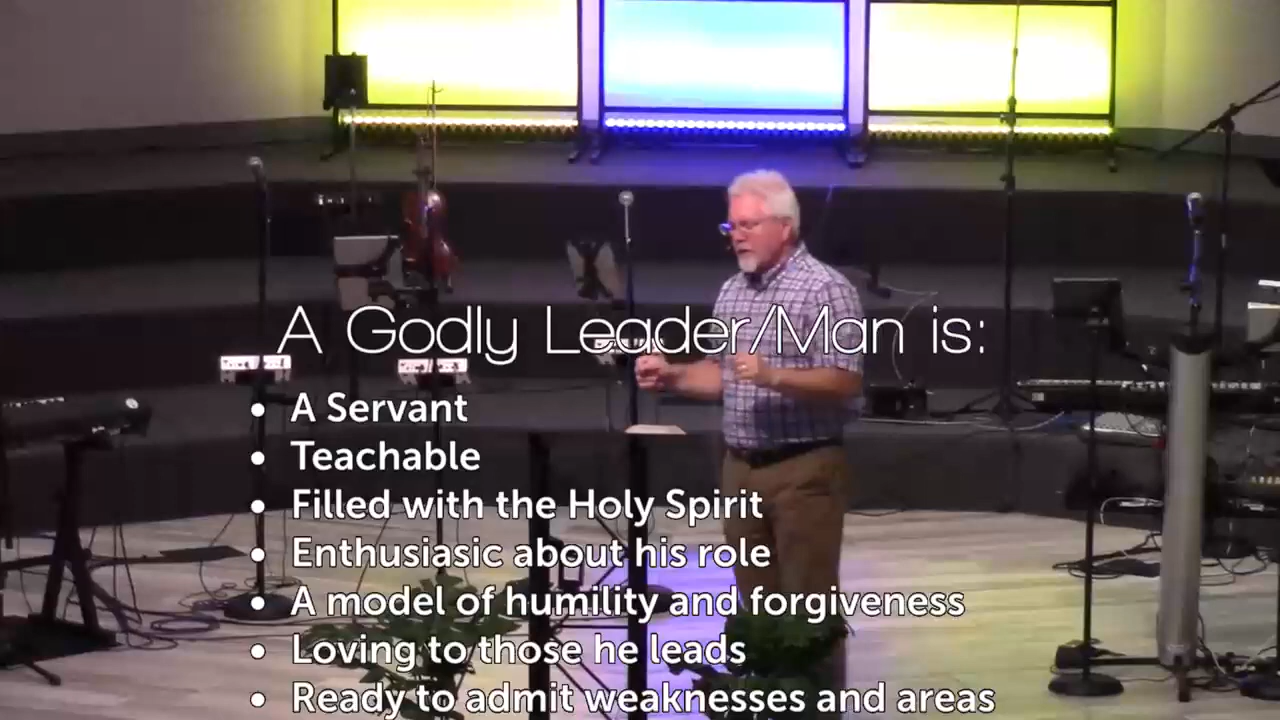 A Godly Leader/Man is:
• A Servant
• Teachable
• Filled with the Holy Spirit
• Enthusiasic about his role
• A model of humility and forgiveness
• Loving to those he leads
• Ready to admit weaknesses and areas